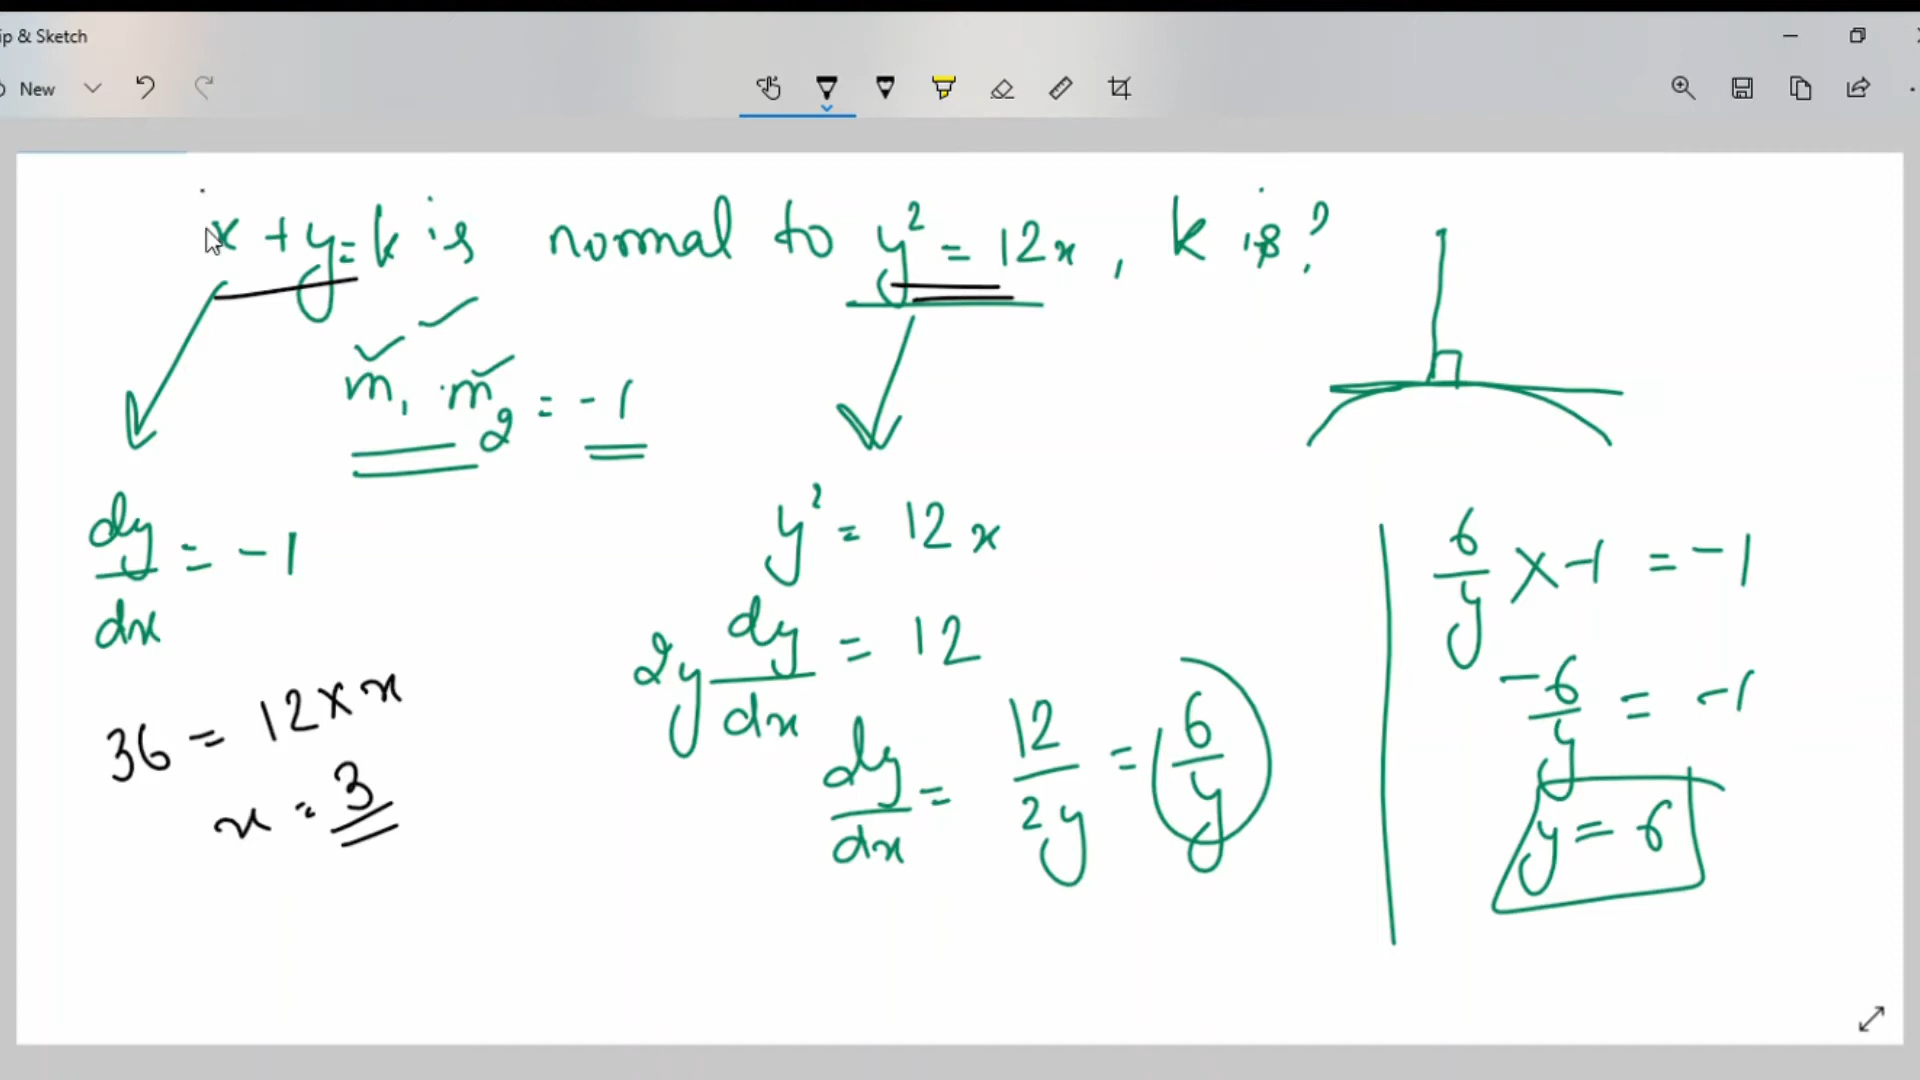 ip & Sketch
New
x + y = k is normal to y² = 12x, k is?
m₁ · m₂ = -1
dy/dx = -1
36 = 12 × x
x = 3
y² = 12x
2y dy/dx = 12
dy/dx = 12/2y = 6/y
6/y × -1 = -1
-6/y = -1
y = 6